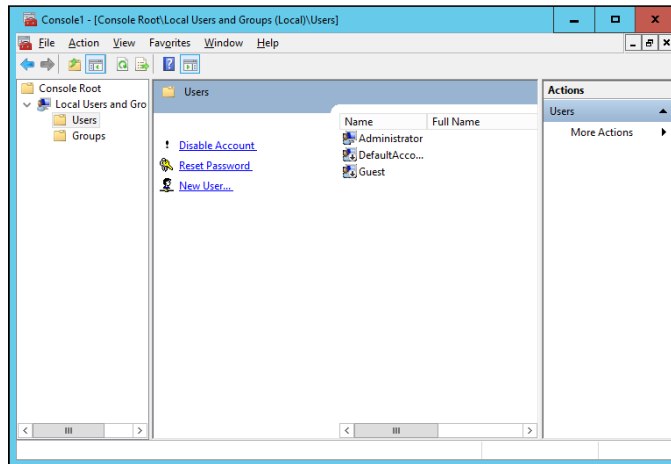 Console1 - [Console Root\Local Users and Groups (Local)\Users]
File Action View Favorites Window Help
Console Root
Local Users and Gro
Users
Groups
Users
Disable Account
Reset Password
New User...
Name Full Name
Administrator
DefaultAcco...
Guest
Actions
Users
More Actions